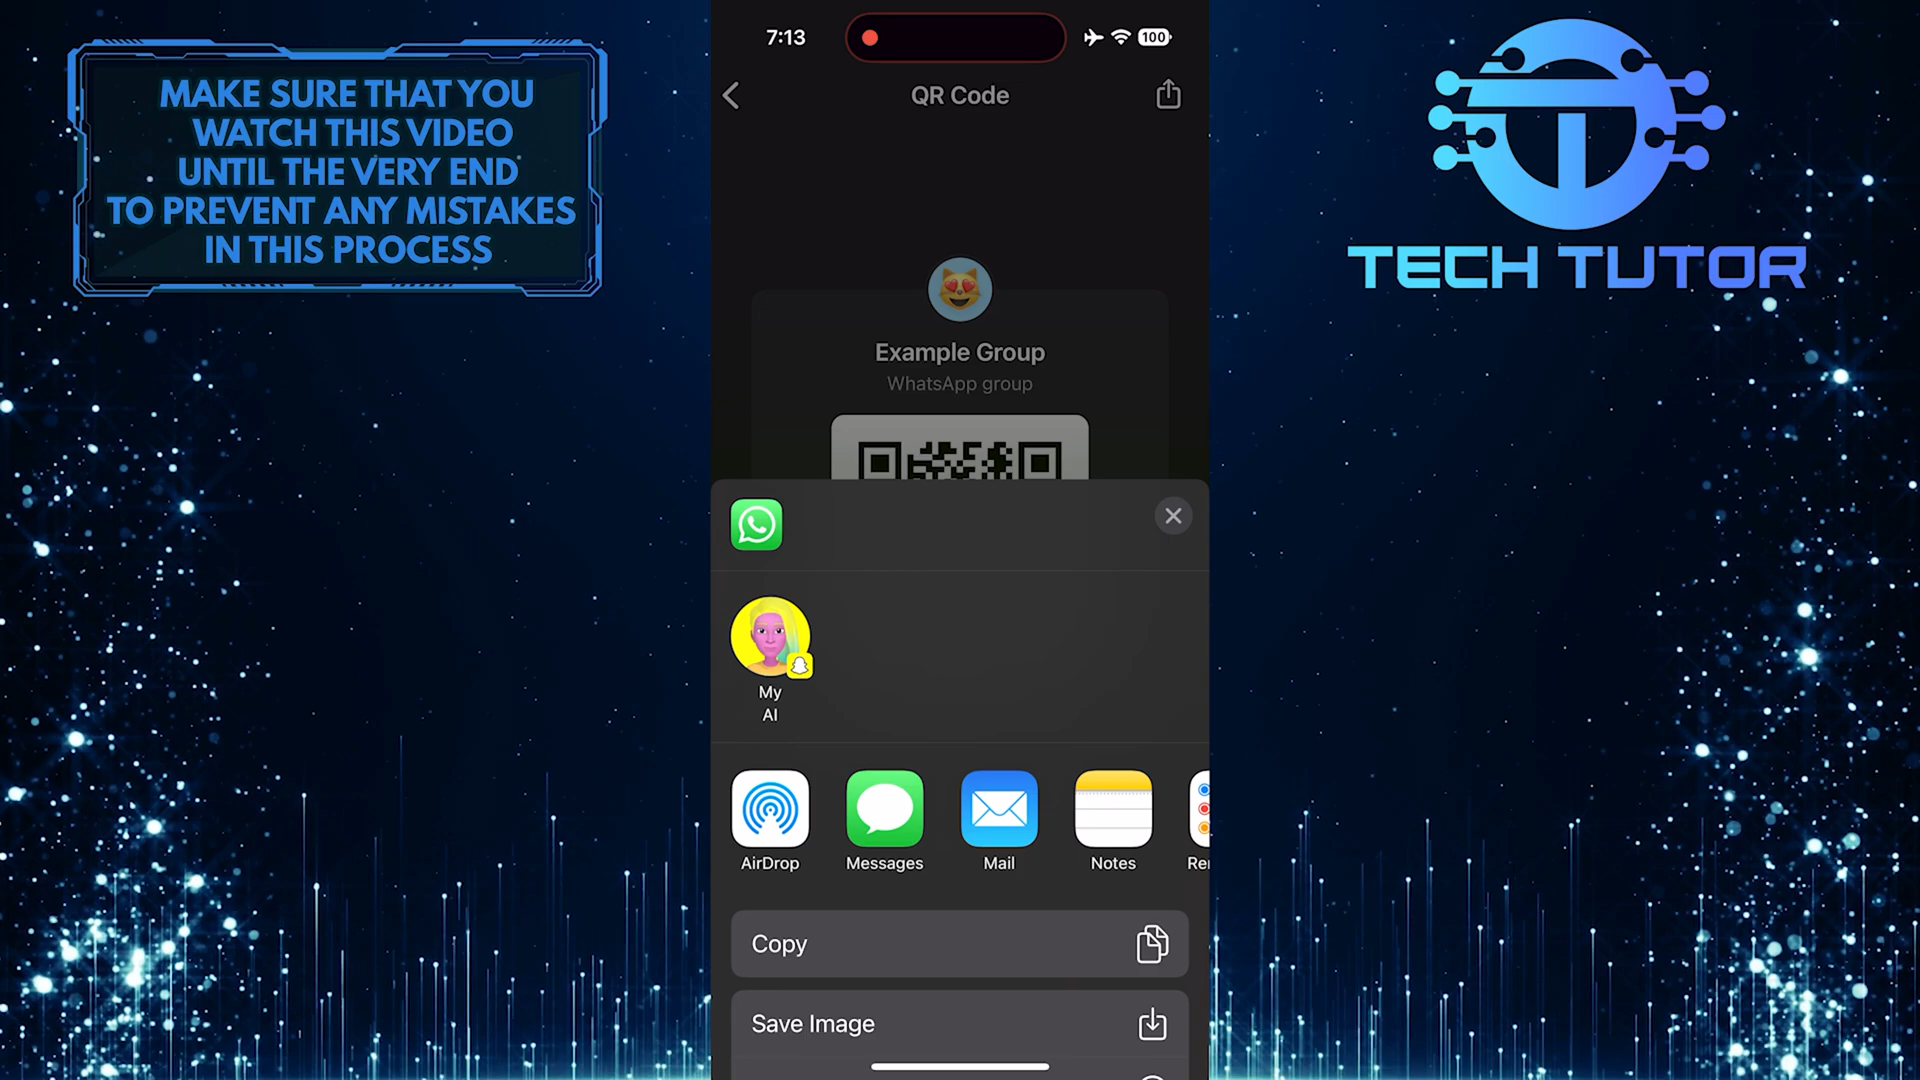 MAKE SURE THAT YOU
WATCH THIS VIDEO
UNTIL THE VERY END
TO PREVENT ANY MISTAKES
IN THIS PROCESS
7:13
100
QR Code
TECH TUTOR
Example Group
WhatsApp group
My
AI
AirDrop
Messages
Mail
Notes
Copy
Save Image